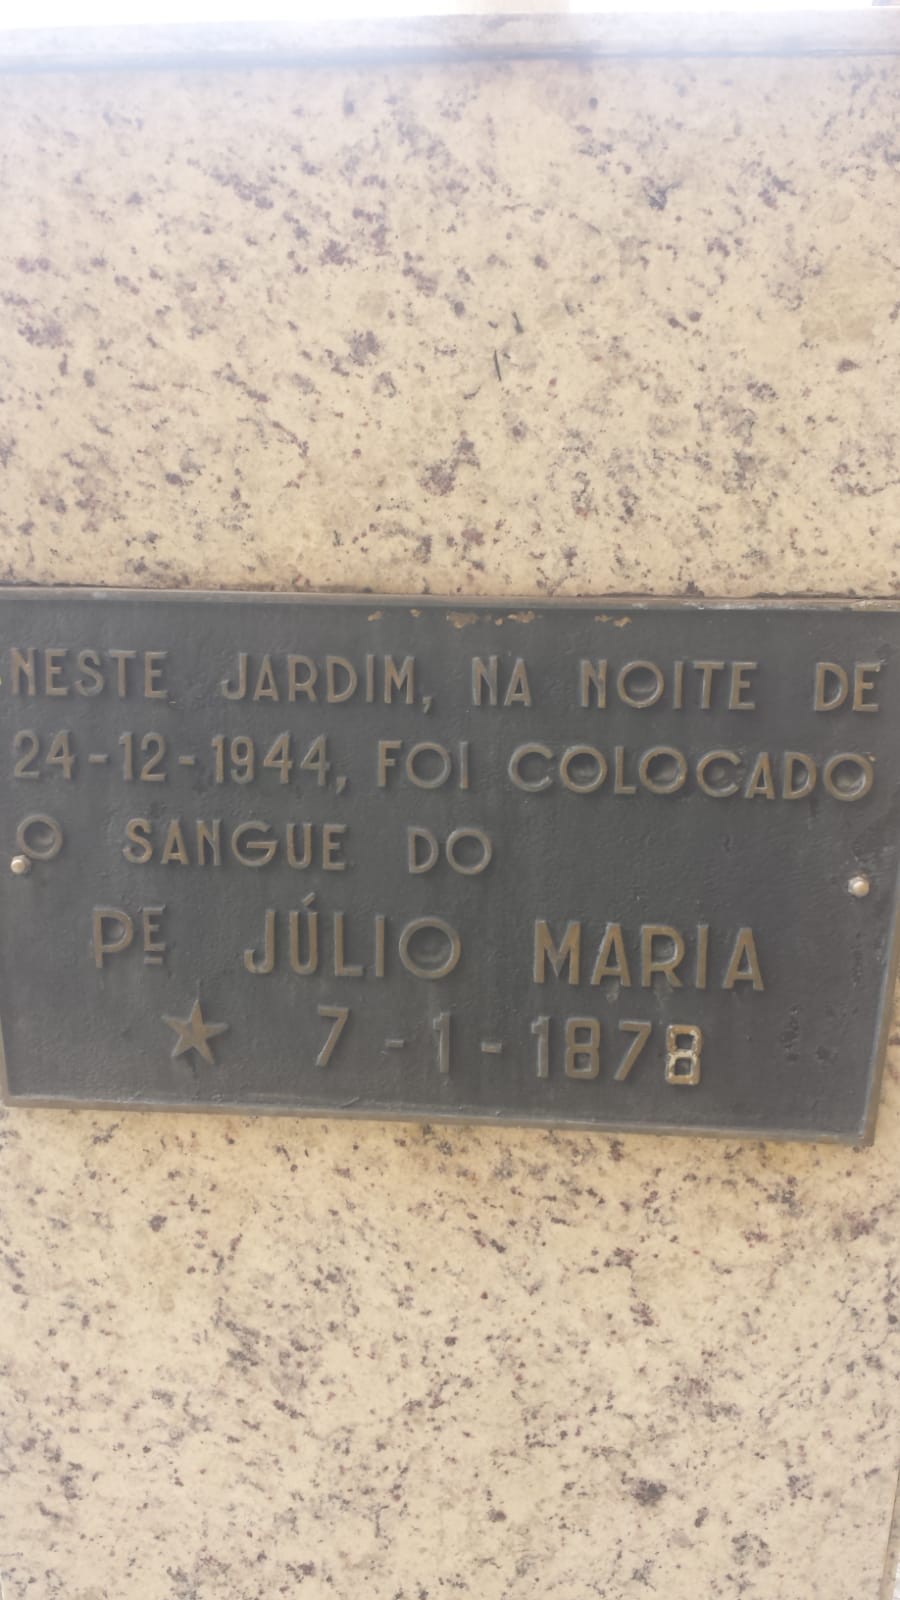 NESTE JARDIM, NA NOITE DE
24-12-1944, FOI COLOCADO
O SANGUE DO
PE JÚLIO MARIA
★ 7-1-1878